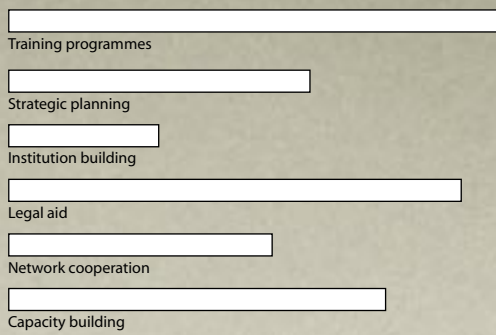 Training programmes
Strategic planning
Institution building
Legal aid
Network cooperation
Capacity building